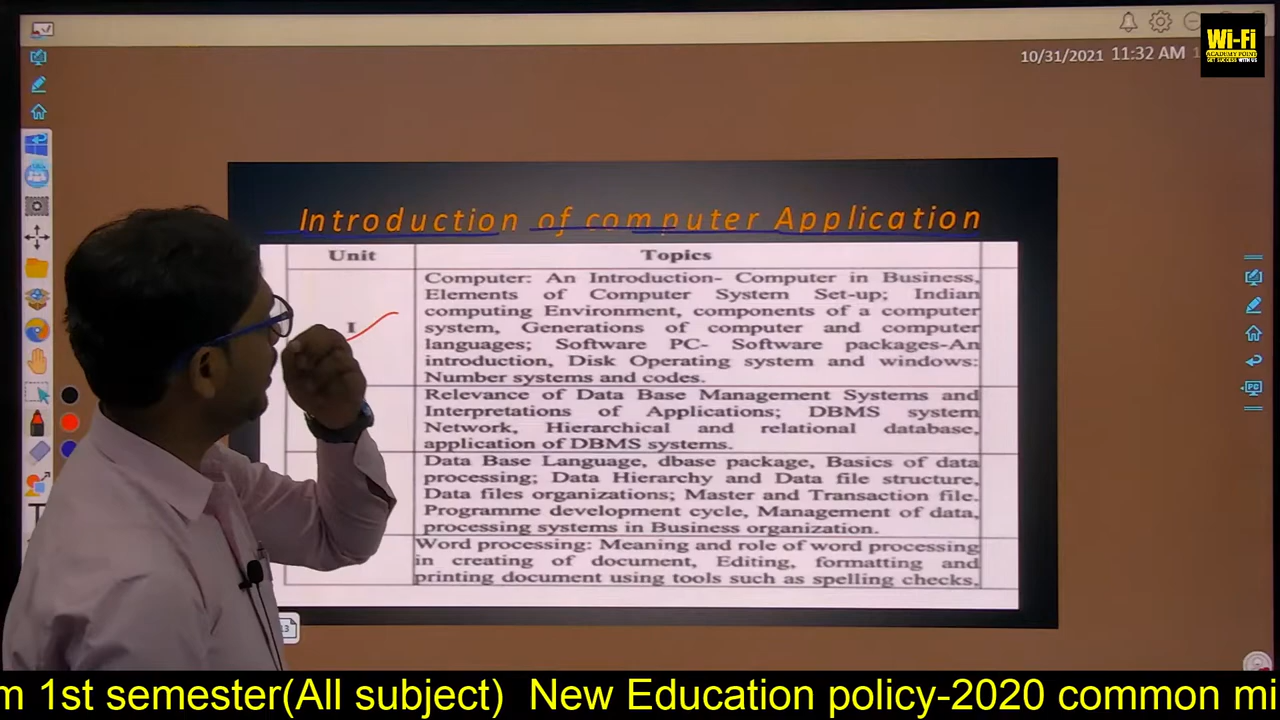 10/31/2021 11:32 AM
Wi-Fi
ACADEMY POINT
GET SUCCESS WITH US
Introduction of computer Application
Unit Topics
I
Computer: An Introduction- Computer in Business,
Elements of Computer System Set-up; Indian
computing Environment, components of a computer
system, Generations of computer and computer
languages; Software PC- Software packages-An
introduction, Disk Operating system and windows:
Number systems and codes.
Relevance of Data Base Management Systems and
Interpretations of Applications; DBMS system
Network, Hierarchical and relational database,
application of DBMS systems.
Data Base Language, dbase package, Basics of data
processing; Data Hierarchy and Data file structure,
Data files organizations; Master and Transaction file.
Programme development cycle, Management of data,
processing systems in Business organization.
Word processing: Meaning and role of word processing
in creating of document, Editing, formatting and
printing document using tools such as spelling checks,
13
m 1st semester(All subject) New Education policy-2020 common mi